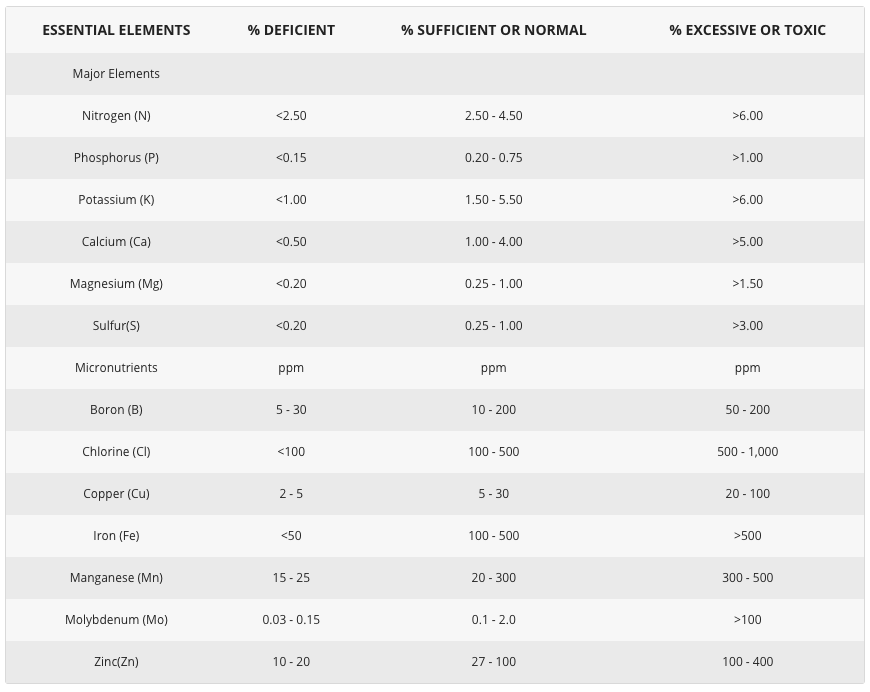 ESSENTIAL ELEMENTS % DEFICIENT % SUFFICIENT OR NORMAL % EXCESSIVE OR TOXIC
Major Elements
Nitrogen (N) <2.50 2.50 - 4.50 >6.00
Phosphorus (P) <0.15 0.20 - 0.75 >1.00
Potassium (K) <1.00 1.50 - 5.50 >6.00
Calcium (Ca) <0.50 1.00 - 4.00 >5.00
Magnesium (Mg) <0.20 0.25 - 1.00 >1.50
Sulfur(S) <0.20 0.25 - 1.00 >3.00
Micronutrients ppm ppm ppm
Boron (B) 5 - 30 10 - 200 50 - 200
Chlorine (Cl) <100 100 - 500 500 - 1,000
Copper (Cu) 2 - 5 5 - 30 20 - 100
Iron (Fe) <50 100 - 500 >500
Manganese (Mn) 15 - 25 20 - 300 300 - 500
Molybdenum (Mo) 0.03 - 0.15 0.1 - 2.0 >100
Zinc(Zn) 10 - 20 27 - 100 100 - 400